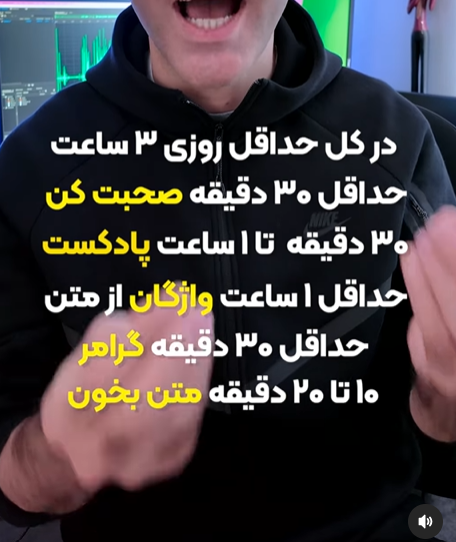 در کل حداقل روزی ۳ ساعت
حداقل ۳۰ دقیقه صحبت کن
۳۰ دقیقه تا ۱ ساعت پادکست
حداقل ۱ ساعت واژگان از متن
حداقل ۳۰ دقیقه گرامر
۱۰ تا ۲۰ دقیقه متن بخون
NIKE